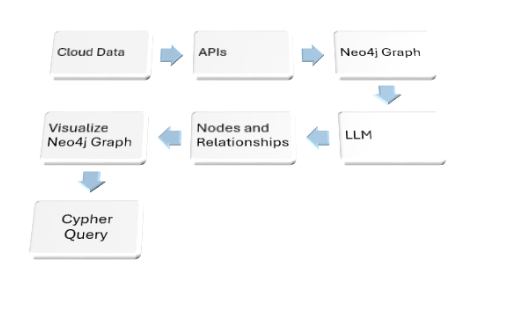 Cloud Data
APIs
Neo4j Graph
LLM
Nodes and
Relationships
Visualize
Neo4j Graph
Cypher
Query